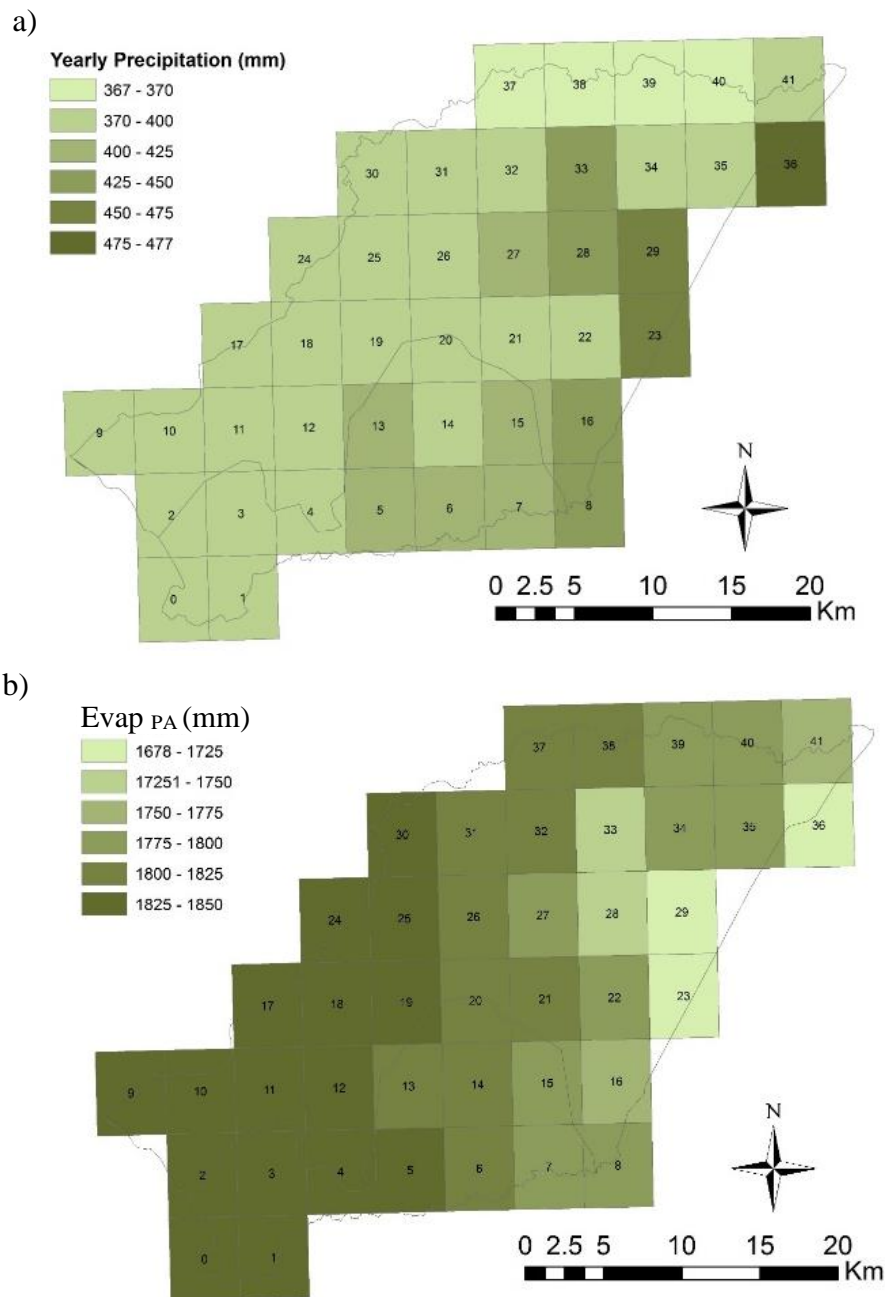 a)
Yearly Precipitation (mm)
367 - 370
370 - 400
400 - 425
425 - 450
450 - 475
475 - 477
37 38 39 40 41
30 31 32 33 34 35 36
24 25 26 27 28 29
17 18 19 20 21 22 23
9 10 11 12 13 14 15 16
2 3 4 5 6 7 8
0 1
N
0 2.5 5 10 15 20
Km
b)
Evap PA (mm)
1678 - 1725
17251 - 1750
1750 - 1775
1775 - 1800
1800 - 1825
1825 - 1850
37 38 39 40 41
30 31 32 33 34 35 36
24 25 26 27 28 29
17 18 19 20 21 22 23
9 10 11 12 13 14 15 16
2 3 4 5 6 7 8
0 1
N
0 2.5 5 10 15 20
Km